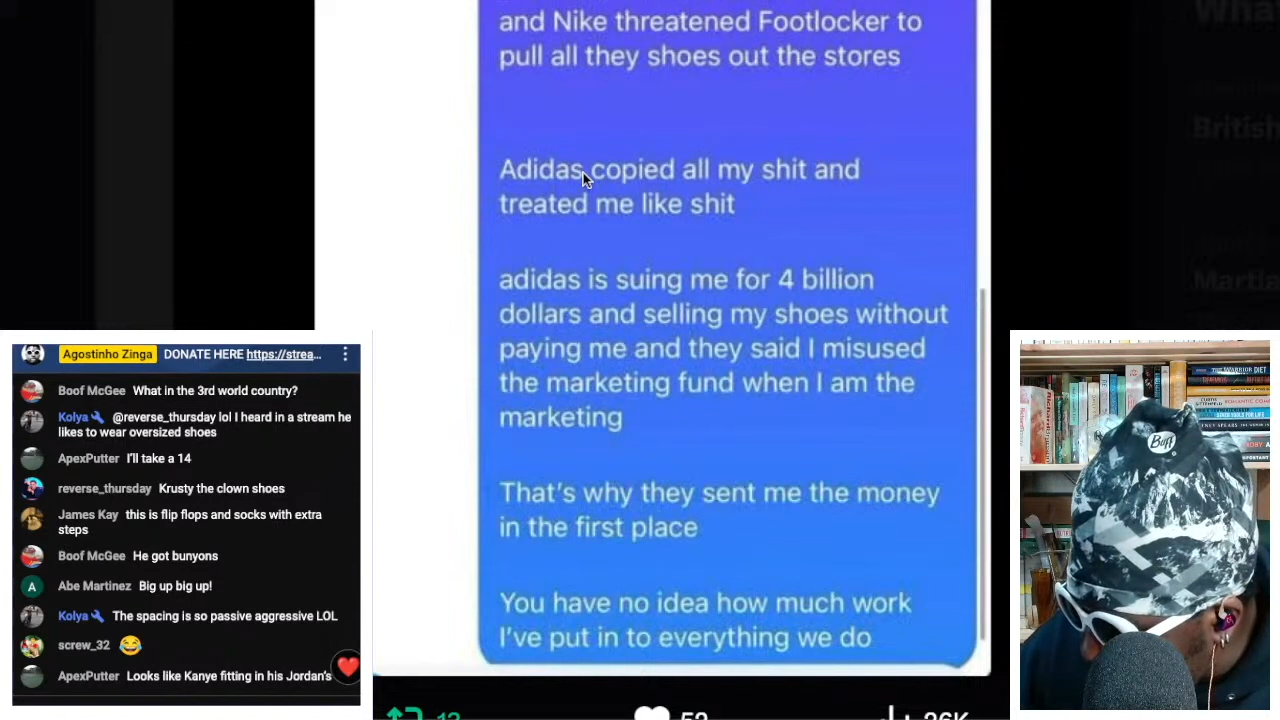 and Nike threatened Footlocker to
pull all they shoes out the stores
Adidas copied all my shit and
treated me like shit
adidas is suing me for 4 billion
dollars and selling my shoes without
paying me and they said I misused
the marketing fund when I am the
marketing
That's why they sent me the money
in the first place
You have no idea how much work
I've put in to everything we do
British
Agostinho Zinga DONATE HERE https://strea...
Boof McGee What in the 3rd world country?
Kolya @reverse_thursday lol I heard in a stream he
likes to wear oversized shoes
ApexPutter I'll take a 14
reverse_thursday Krusty the clown shoes
James Kay this is flip flops and socks with extra
steps
Boof McGee He got bunyons
A Abe Martinez Big up big up!
Kolya The spacing is so passive aggressive LOL
screw_32 😂
ApexPutter Looks like Kanye fitting in his Jordan's
THE WARRIOR DIET
Buff